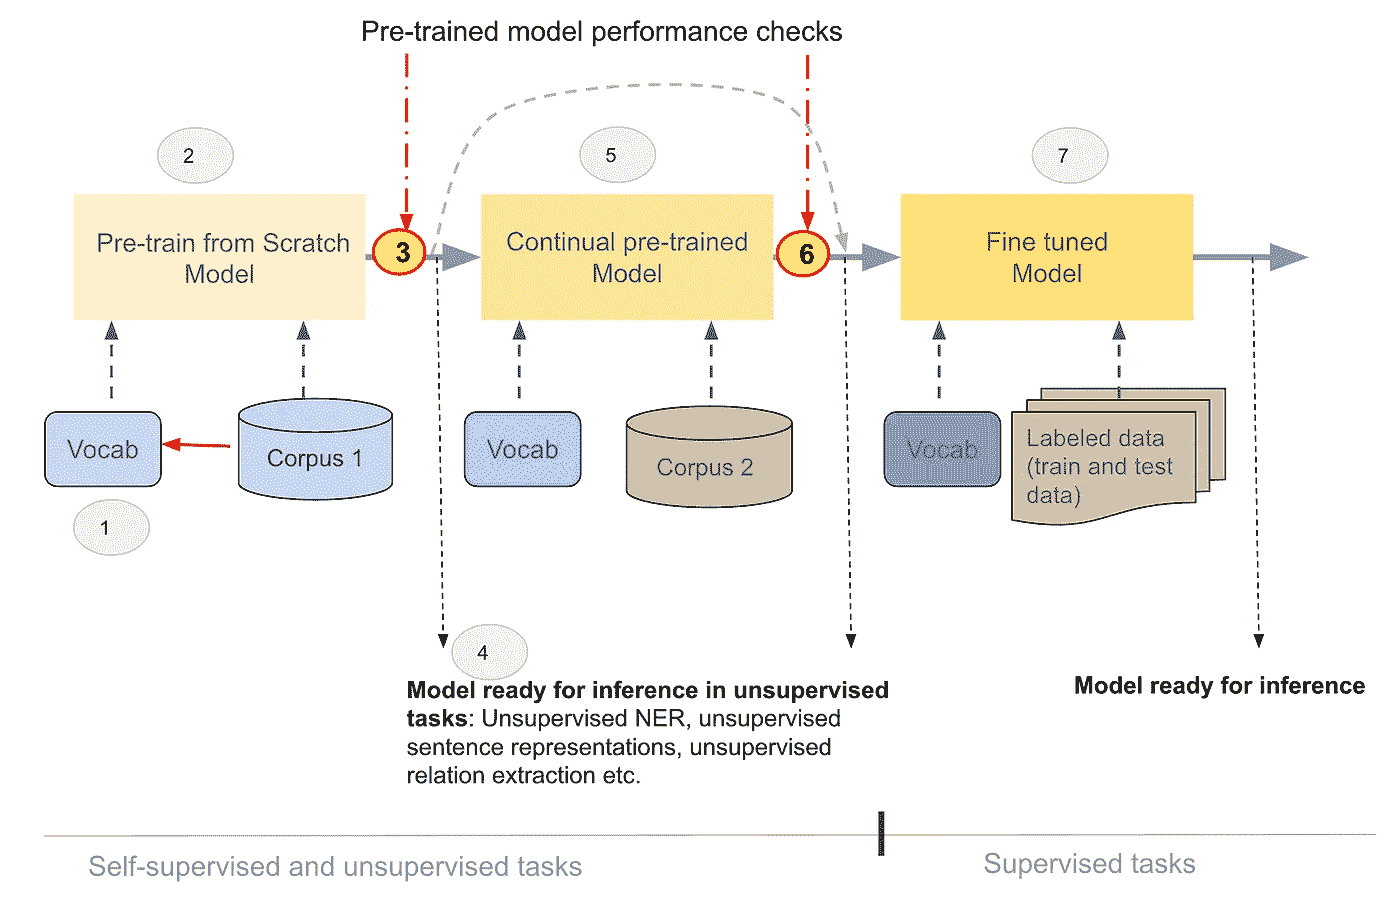 Pre-trained model performance checks
2
5
7
Pre-train from Scratch
Model
3
Continual pre-trained
Model
6
Fine tuned
Model
Vocab
Corpus 1
Vocab
Corpus 2
Vocab
Labeled data
(train and test
data)
1
4
Model ready for inference in unsupervised
tasks: Unsupervised NER, unsupervised
sentence representations, unsupervised
relation extraction etc.
Model ready for inference
Self-supervised and unsupervised tasks
Supervised tasks